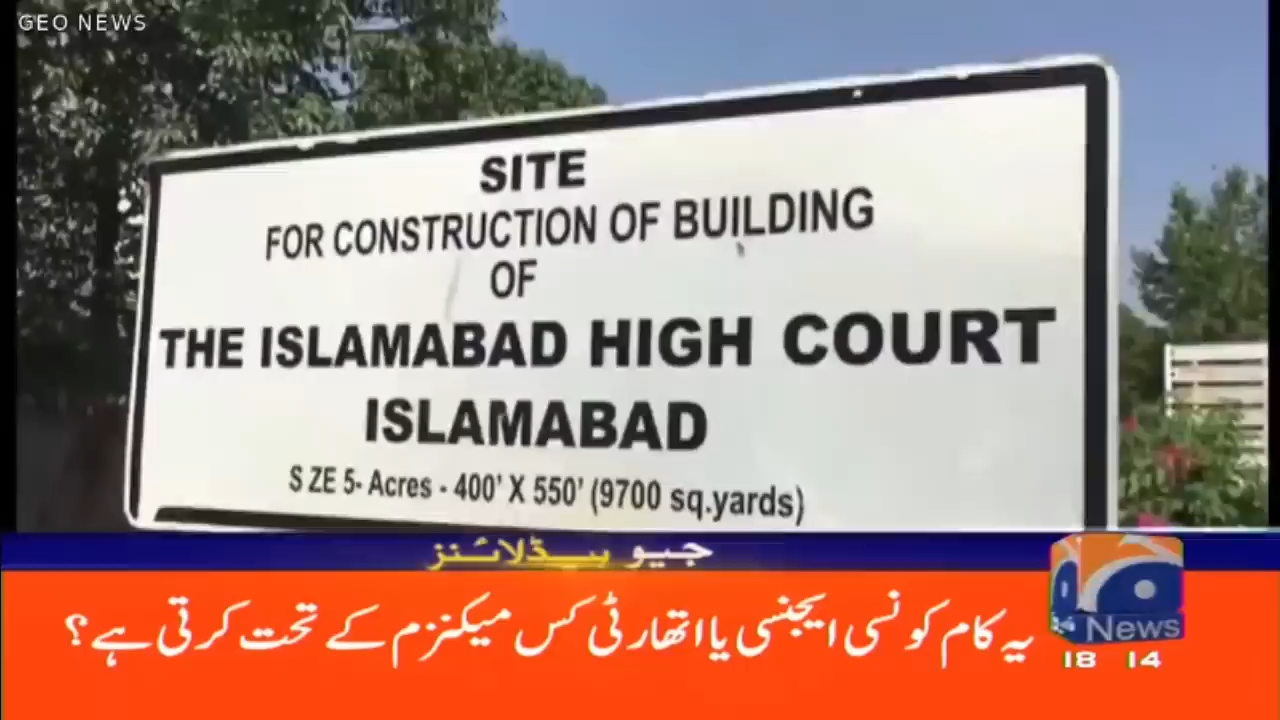 GEO NEWS
SITE
FOR CONSTRUCTION OF BUILDING
OF
THE ISLAMABAD HIGH COURT
ISLAMABAD
S ZE 5- Acres - 400' X 550' (9700 sq.yards)
جیو ہیڈلائنز
یہ کام کونسی ایجنسی یا اتھارٹی کس میکنزم کے تحت کرتی ہے؟
News
18 14